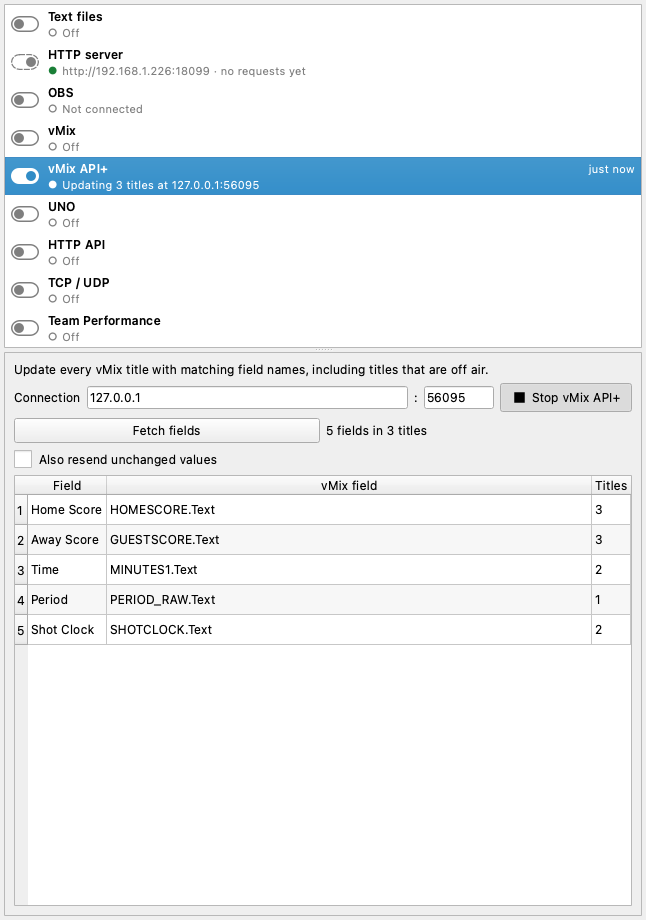 Text files
Off
HTTP server
http://192.168.1.226:18099 · no requests yet
OBS
Not connected
vMix
Off
vMix API+
just now
Updating 3 titles at 127.0.0.1:56095
UNO
Off
HTTP API
Off
TCP / UDP
Off
Team Performance
Off
Update every vMix title with matching field names, including titles that are off air.
Connection 127.0.0.1 : 56095 Stop vMix API+
Fetch fields 5 fields in 3 titles
Also resend unchanged values
Field vMix field Titles
1 Home Score HOMESCORE.Text 3
2 Away Score GUESTSCORE.Text 3
3 Time MINUTES1.Text 2
4 Period PERIOD_RAW.Text 1
5 Shot Clock SHOTCLOCK.Text 2